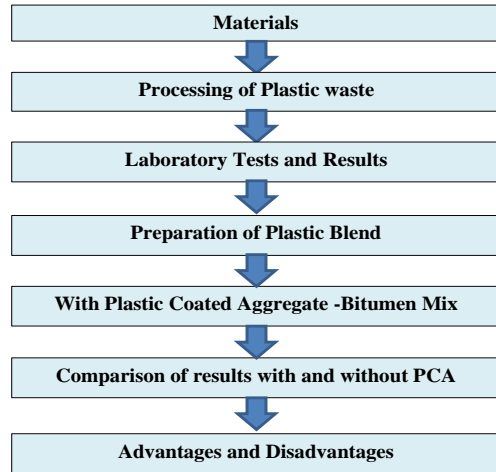 Materials
Processing of Plastic waste
Laboratory Tests and Results
Preparation of Plastic Blend
With Plastic Coated Aggregate -Bitumen Mix
Comparison of results with and without PCA
Advantages and Disadvantages